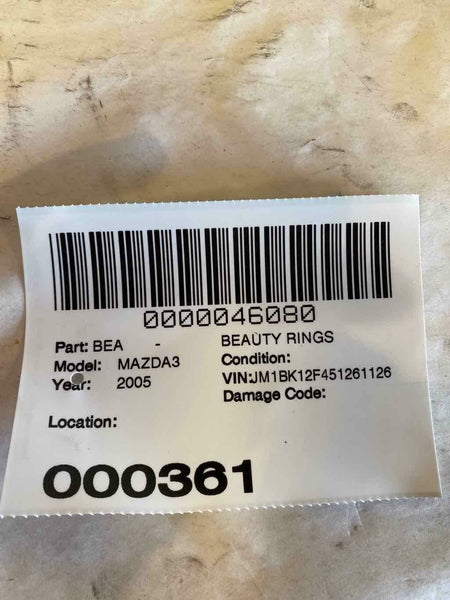 0000046080
Part: BEA - BEAUTY RINGS
Model: MAZDA3 Condition:
Year: 2005 VIN:JM1BK12F451261126
Damage Code:
Location:
000361